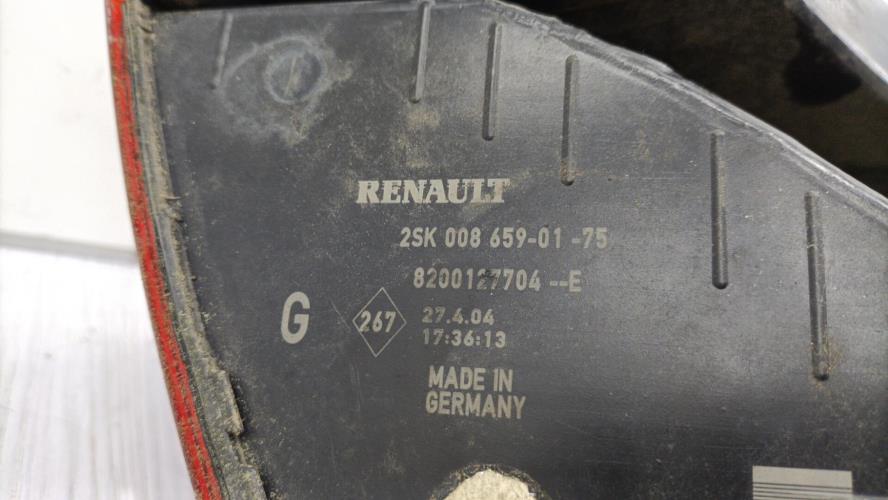 RENAULT
2SK 008 659-01 -75
8200127704 --E
G
267
27.4.04
17:36:13
MADE IN
GERMANY